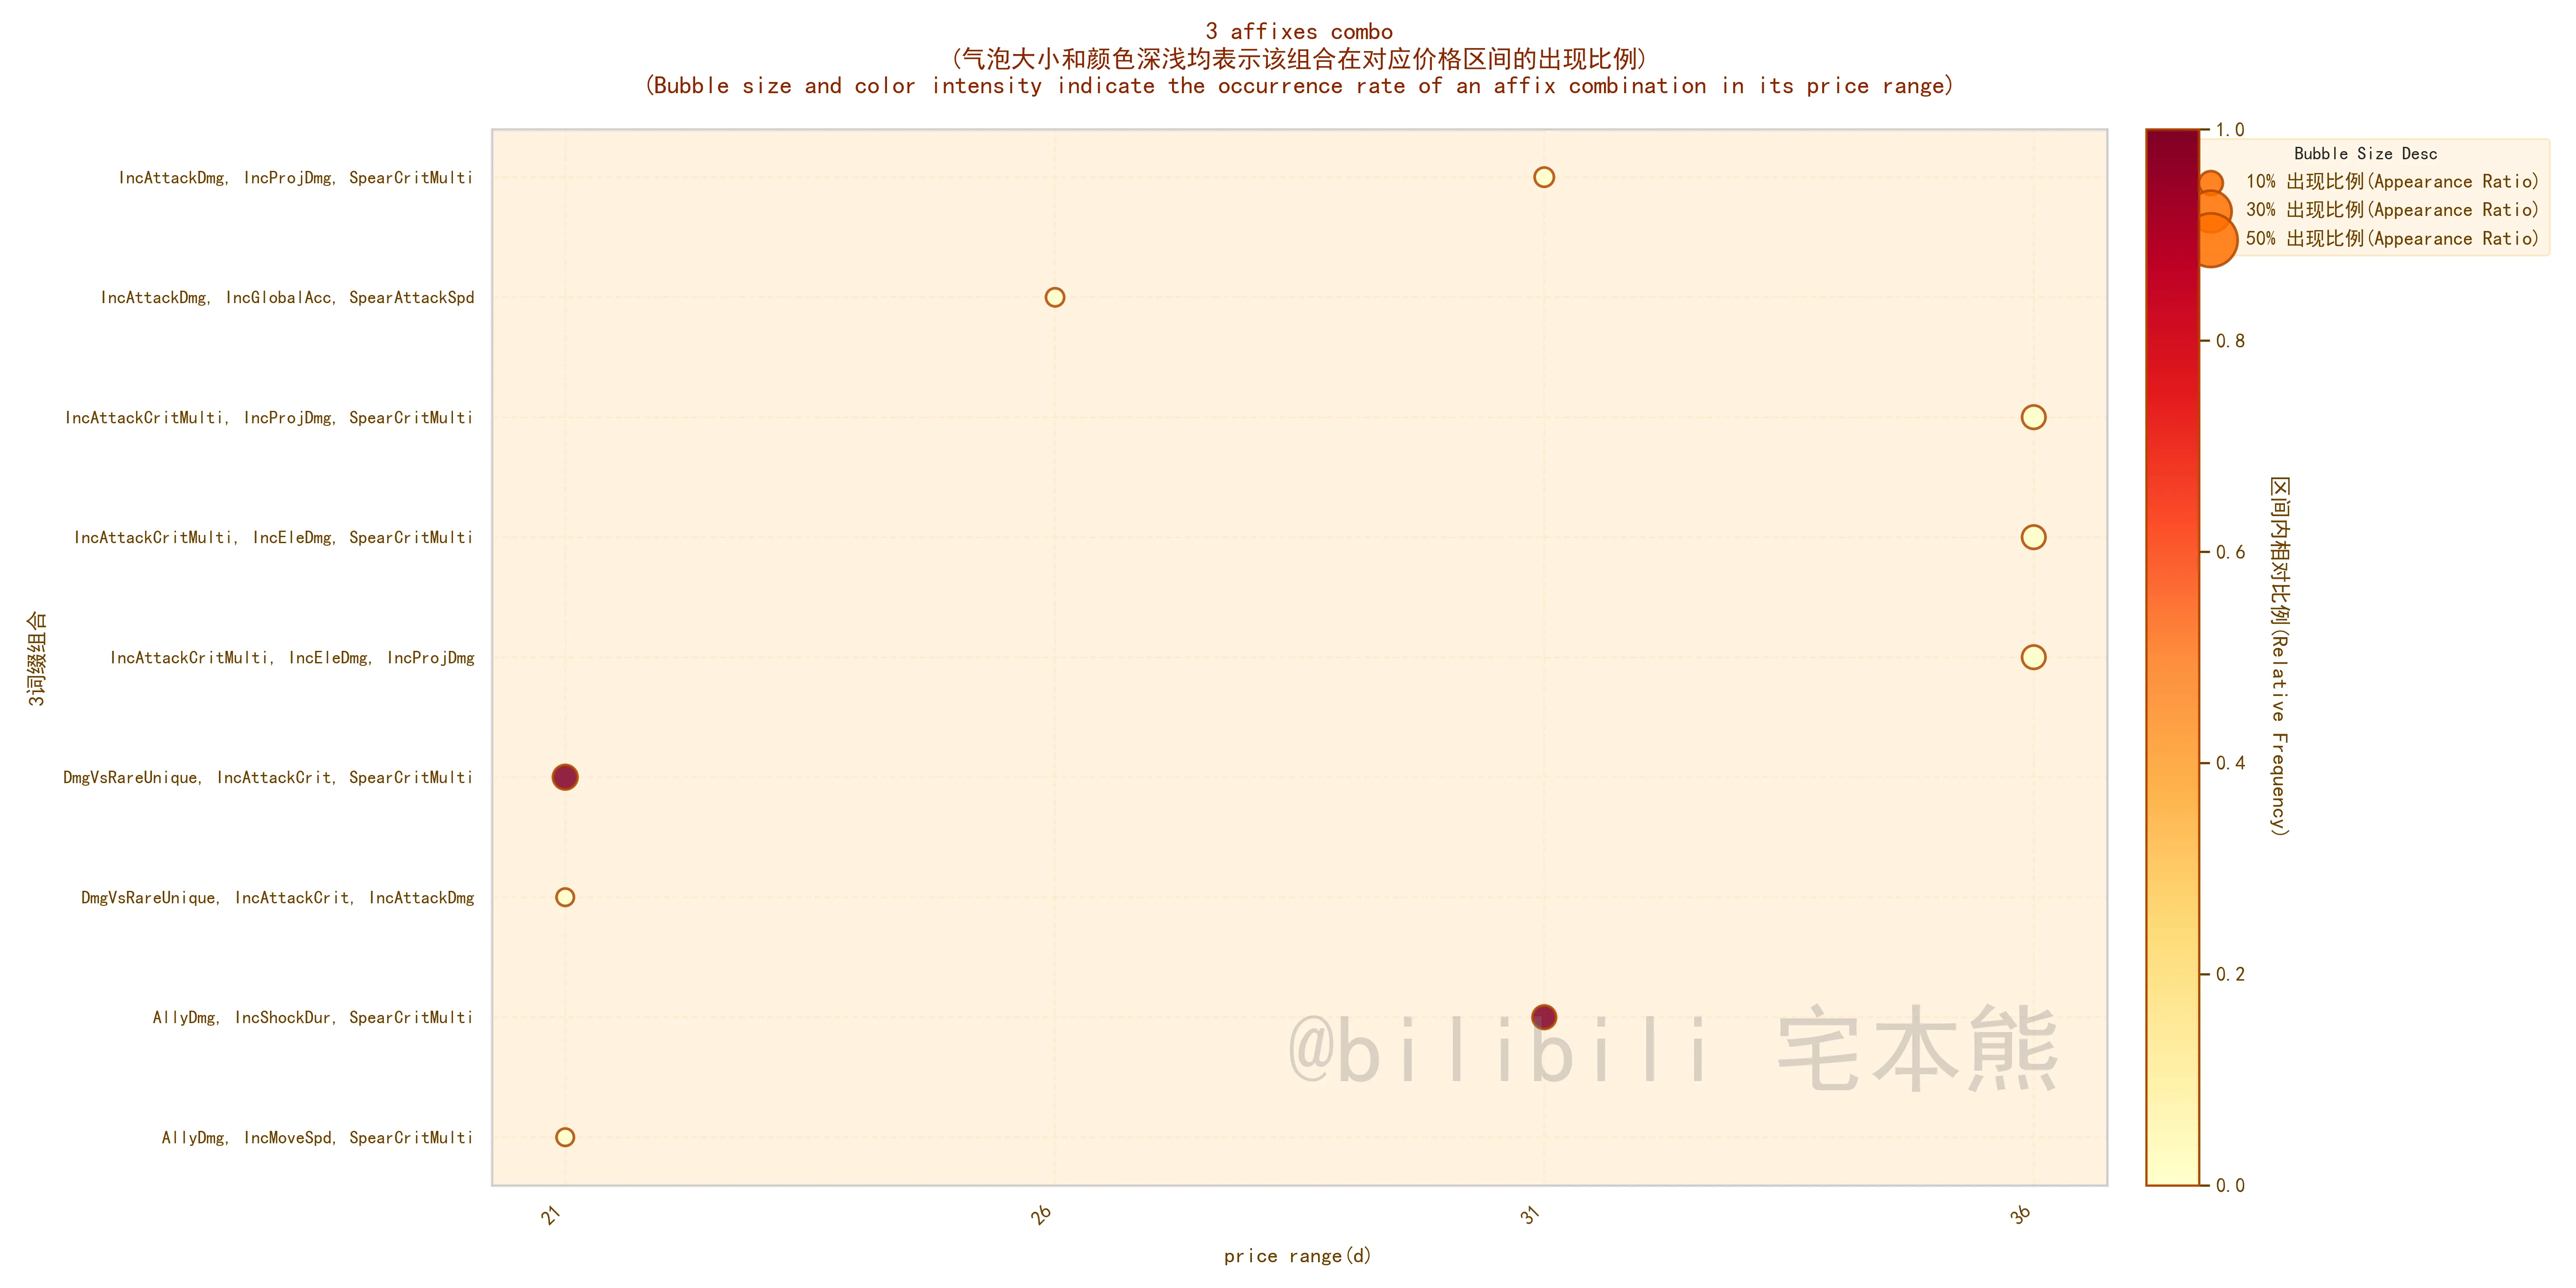 3 affixes combo
(气泡大小和颜色深浅均表示该组合在对应价格区间的出现比例)
(Bubble size and color intensity indicate the occurrence rate of an affix combination in its price range)
IncAttackDmg, IncProjDmg, SpearCritMulti
IncAttackDmg, IncGlobalAcc, SpearAttackSpd
IncAttackCritMulti, IncProjDmg, SpearCritMulti
IncAttackCritMulti, IncEleDmg, SpearCritMulti
IncAttackCritMulti, IncEleDmg, IncProjDmg
DmgVsRareUnique, IncAttackCrit, SpearCritMulti
DmgVsRareUnique, IncAttackCrit, IncAttackDmg
AllyDmg, IncShockDur, SpearCritMulti
AllyDmg, IncMoveSpd, SpearCritMulti
3词缀组合
21
26
31
36
price range(d)
@bilibili 宅本熊
1.0
0.8
0.6
0.4
0.2
0.0
区间内相对比例(Relative Frequency)
Bubble Size Desc
10% 出现比例(Appearance Ratio)
30% 出现比例(Appearance Ratio)
50% 出现比例(Appearance Ratio)